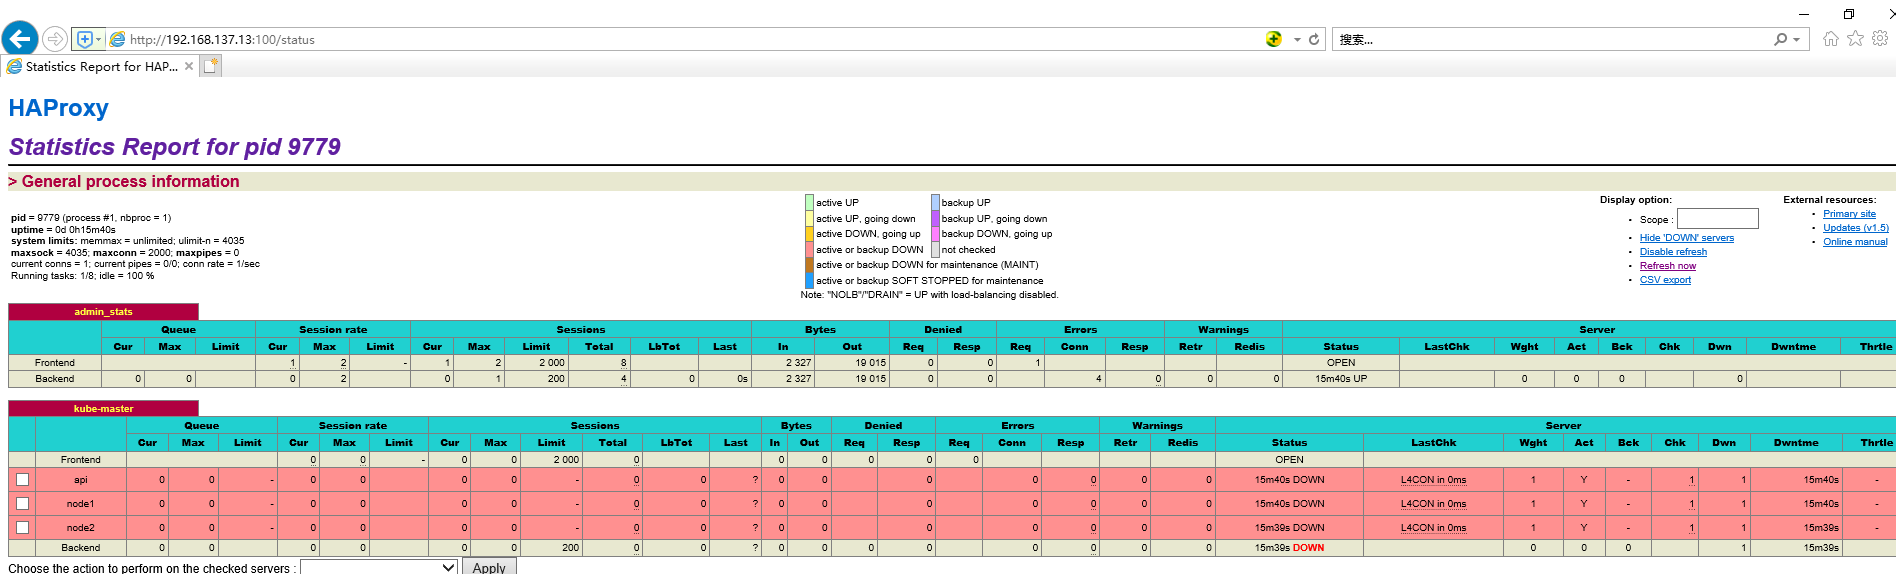 http://192.168.137.13:100/status
搜索...
Statistics Report for HAP...
HAProxy
Statistics Report for pid 9779
> General process information
pid = 9779 (process #1, nbproc = 1)
uptime = 0d 0h15m40s
system limits: memmax = unlimited; ulimit-n = 4035
maxsock = 4035; maxconn = 2000; maxpipes = 0
current conns = 1; current pipes = 0/0; conn rate = 1/sec
Running tasks: 1/8; idle = 100 %
active UP backup UP
active UP, going down backup UP, going down
active DOWN, going up backup DOWN, going up
active or backup DOWN not checked
active or backup DOWN for maintenance (MAINT)
active or backup SOFT STOPPED for maintenance
Note: "NOLB"/"DRAIN" = UP with load-balancing disabled.
Display option:
• Scope :
• Hide 'DOWN' servers
• Disable refresh
• Refresh now
• CSV export
External resources:
• Primary site
• Updates (v1.5)
• Online manual
admin_stats
Queue Session rate Sessions Bytes Denied Errors Warnings Server
Cur Max Limit Cur Max Limit Cur Max Limit Total LbTot Last In Out Req Resp Req Conn Resp Retr Redis Status LastChk Wght Act Bck Chk Dwn Dwntme Thrtle
Frontend 1 2 - 1 2 2 000 8 2 327 19 015 0 0 1 OPEN
Backend 0 0 0 2 0 1 200 4 0 0s 2 327 19 015 0 0 4 0 0 0 15m40s UP 0 0 0 0
kube-master
Queue Session rate Sessions Bytes Denied Errors Warnings Server
Cur Max Limit Cur Max Limit Cur Max Limit Total LbTot Last In Out Req Resp Req Conn Resp Retr Redis Status LastChk Wght Act Bck Chk Dwn Dwntme Thrtle
Frontend 0 0 - 0 0 2 000 0 0 0 0 0 0 OPEN
api 0 0 - 0 0 0 0 - 0 0 ? 0 0 0 0 0 0 0 15m40s DOWN L4CON in 0ms 1 Y - 1 1 15m40s -
node1 0 0 - 0 0 0 0 - 0 0 ? 0 0 0 0 0 0 0 15m40s DOWN L4CON in 0ms 1 Y - 1 1 15m40s -
node2 0 0 - 0 0 0 0 - 0 0 ? 0 0 0 0 0 0 0 15m39s DOWN L4CON in 0ms 1 Y - 1 1 15m39s -
Backend 0 0 0 0 0 0 200 0 0 ? 0 0 0 0 0 0 0 0 15m39s DOWN 0 0 0 1 15m39s
Choose the action to perform on the checked servers : Apply